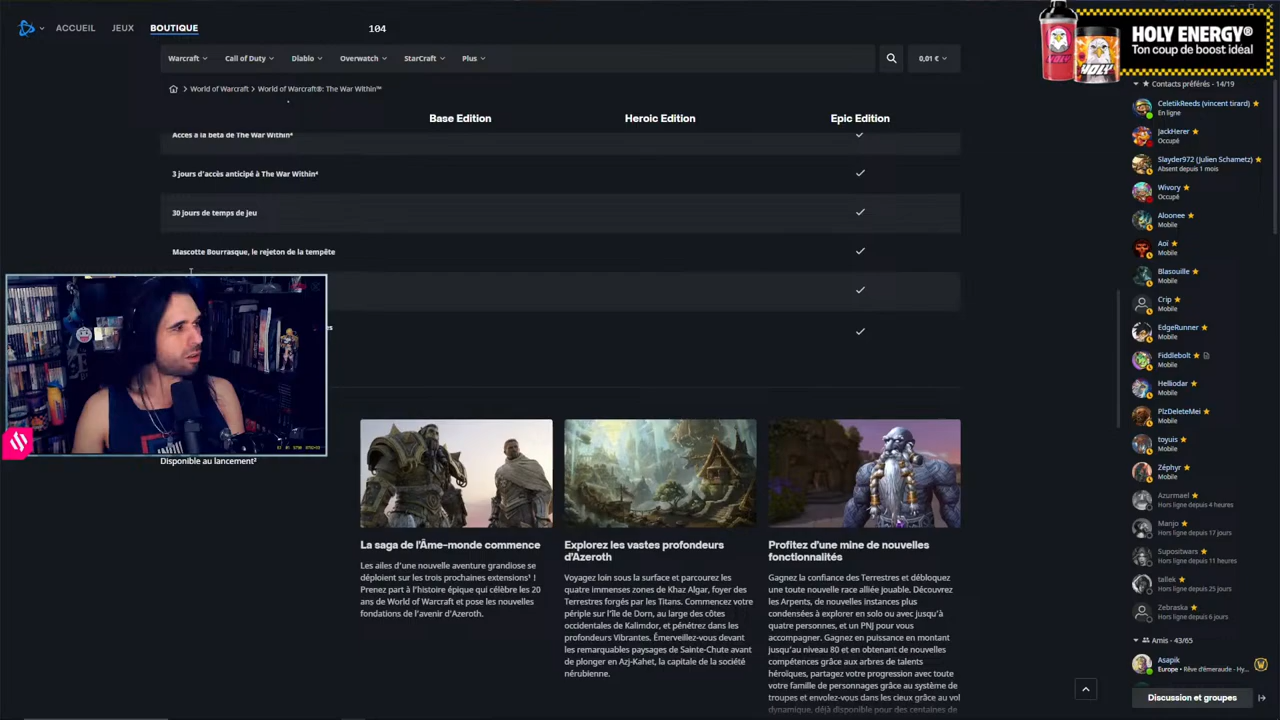 ACCUEIL
JEUX
BOUTIQUE
104
HOLY ENERGY®
Ton coup de boost idéal
Warcraft
Call of Duty
Diablo
Overwatch
StarCraft
Plus
0,01 €
World of Warcraft
World of Warcraft®: The War Within™
Base Edition
Heroic Edition
Epic Edition
Accès à la bêta de The War Within⁴
3 jours d'accès anticipé à The War Within⁴
30 jours de temps de jeu
Mascotte Bourrasque, le rejeton de la tempête
Disponible au lancement²
La saga de l'Âme-monde commence
Les ailes d'une nouvelle aventure grandiose se
déploient sur les trois prochaines extensions¹ !
Prenez part à l'histoire épique qui célèbre les 20
ans de World of Warcraft et pose les nouvelles
fondations de l'avenir d'Azeroth.
Explorez les vastes profondeurs
d'Azeroth
Voyagez loin sous la surface et parcourez les
quatre immenses zones de Khaz Algar, foyer des
Terrestres forgés par les Titans. Commencez votre
périple sur l'île de Dorn, au large des côtes
occidentales de Kalimdor, et pénétrez dans les
profondeurs Vibrantes. Émerveillez-vous devant
les remarquables paysages de Sainte-Chute avant
de plonger en Azj-Kahet, la capitale de la société
nérubienne.
Profitez d'une mine de nouvelles
fonctionnalités
Gagnez la confiance des Terrestres et débloquez
une toute nouvelle race alliée jouable. Découvrez
les Arpents, de nouvelles instances plus
condensées à explorer en solo ou avec jusqu'à
quatre personnes, et un PNJ pour vous
accompagner. Gagnez en puissance en montant
jusqu'au niveau 80 et en obtenant de nouvelles
compétences grâce aux arbres de talents
héroïques, partagez votre progression avec toute
votre famille de personnages grâce au système de
troupes et envolez-vous dans les cieux grâce au vol
dynamique, déjà disponible pour des centaines de
Contacts préférés - 14/19
CeletikReeds (vincent tirard)
En ligne
JackHerer
Occupé
Slayder972 (Julien Schametz)
Absent depuis 1 mois
Wivory
Occupé
Aloonee
Mobile
Aoi
Mobile
Blasouille
Mobile
Crip
Mobile
EdgeRunner
Mobile
Fiddlebolt
Mobile
Helliodar
Mobile
PlzDeleteMei
Mobile
toyuis
Mobile
Zéphyr
Mobile
Azurmael
Hors ligne depuis 4 heures
Manjo
Hors ligne depuis 17 jours
Supositwars
Hors ligne depuis 11 heures
tallek
Hors ligne depuis 25 jours
Zebraska
Hors ligne depuis 6 jours
Amis - 43/65
Asapik
Europe • Rêve d'émeraude - Hy...
Discussion et groupes